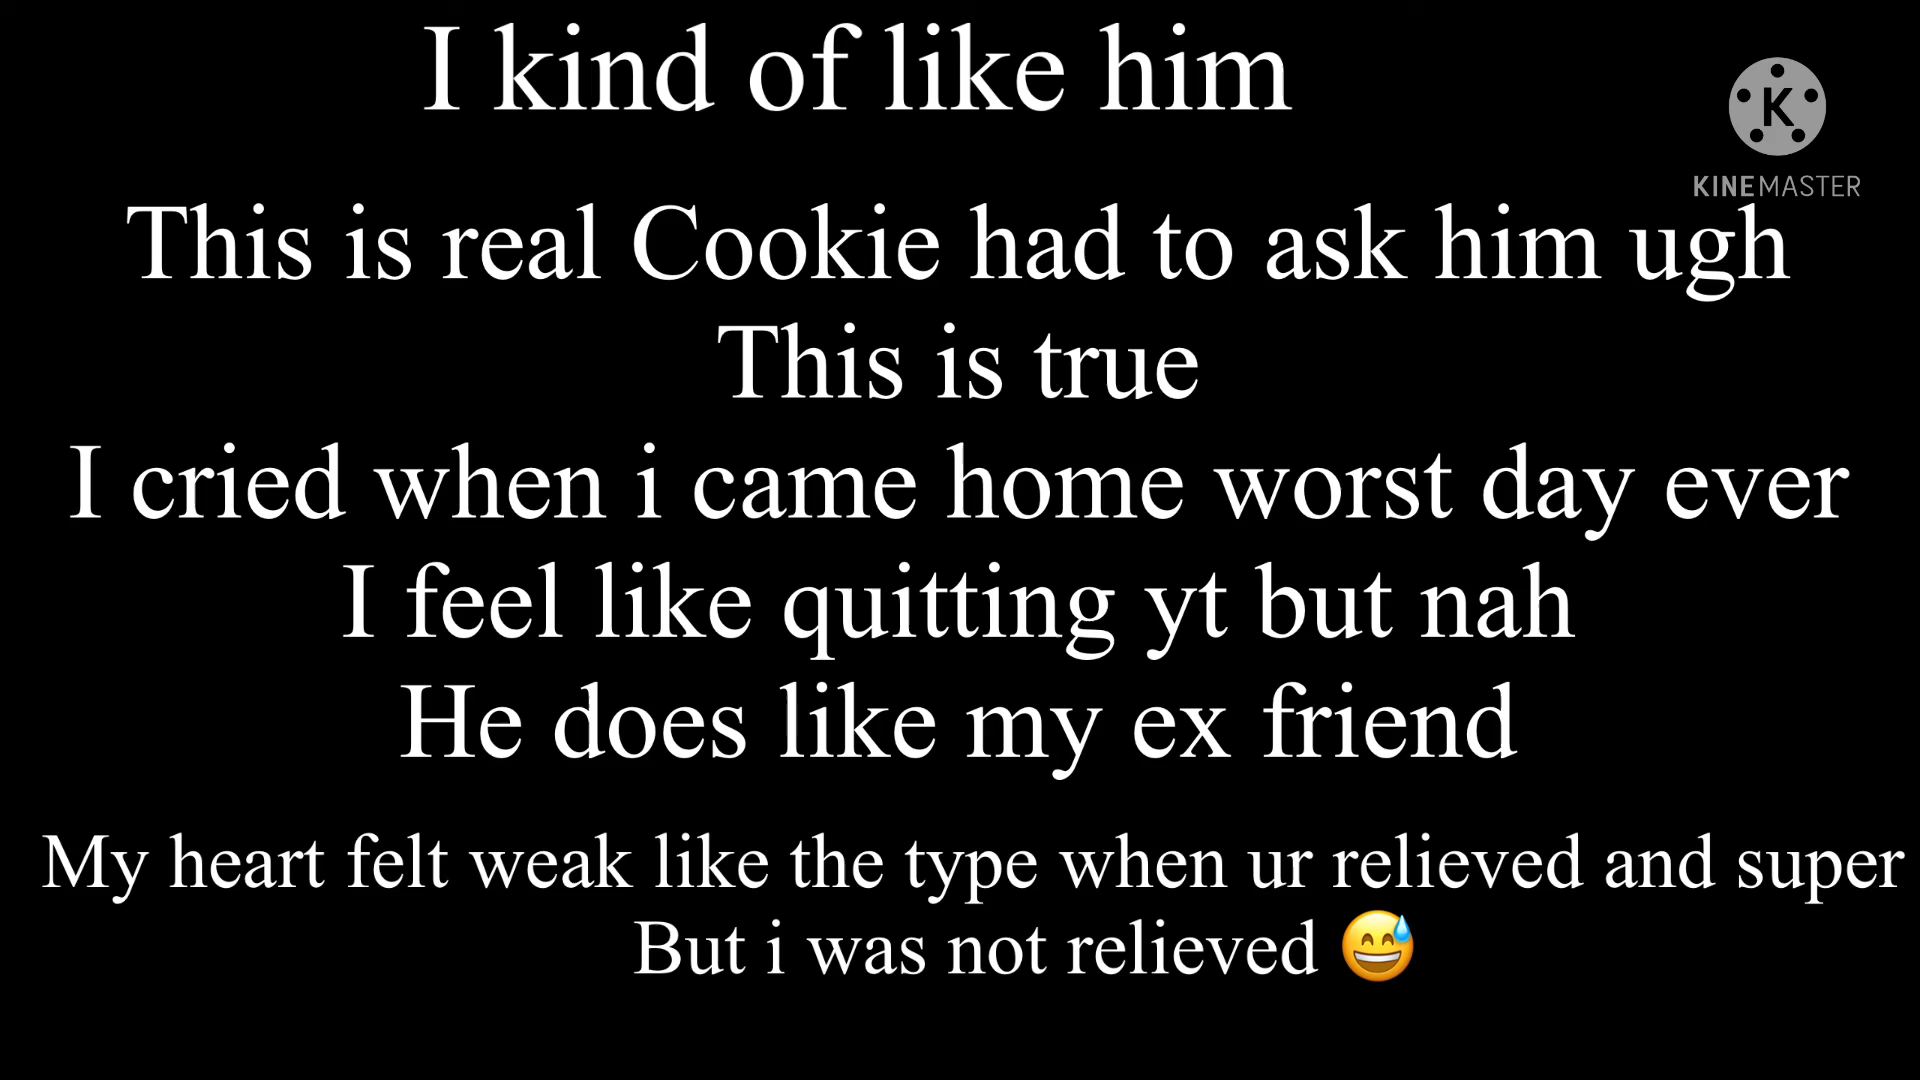 I kind of like him
K
KINEMASTER
This is real Cookie had to ask him ugh
This is true
I cried when i came home worst day ever
I feel like quitting yt but nah
He does like my ex friend
My heart felt weak like the type when ur relieved and super
But i was not relieved 😅